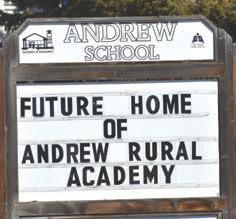 ANDREW
SCHOOL
FUTURE HOME
OF
ANDREW RURAL
ACADEMY